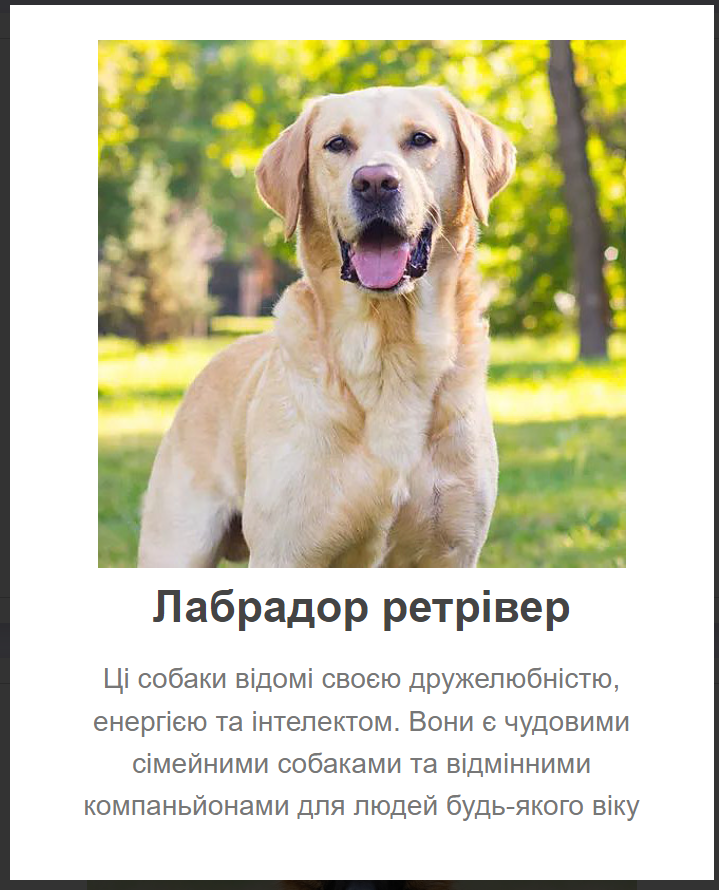 Лабрадор ретрівер
Ці собаки відомі своєю дружелюбністю,
енергією та інтелектом. Вони є чудовими
сімейними собаками та відмінними
компаньйонами для людей будь-якого віку